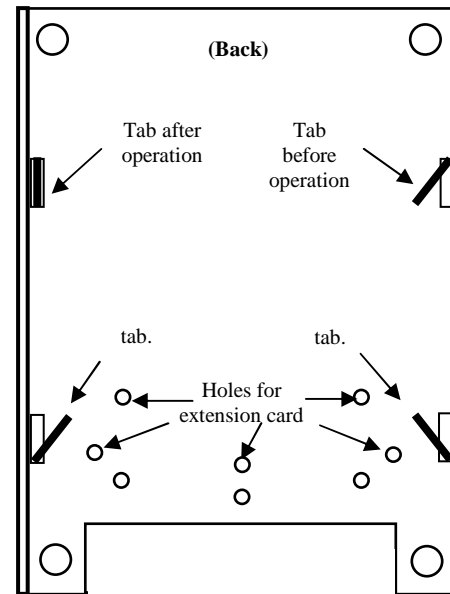 (Back)
Tab after
operation
Tab
before
operation
tab.
tab.
Holes for
extension card